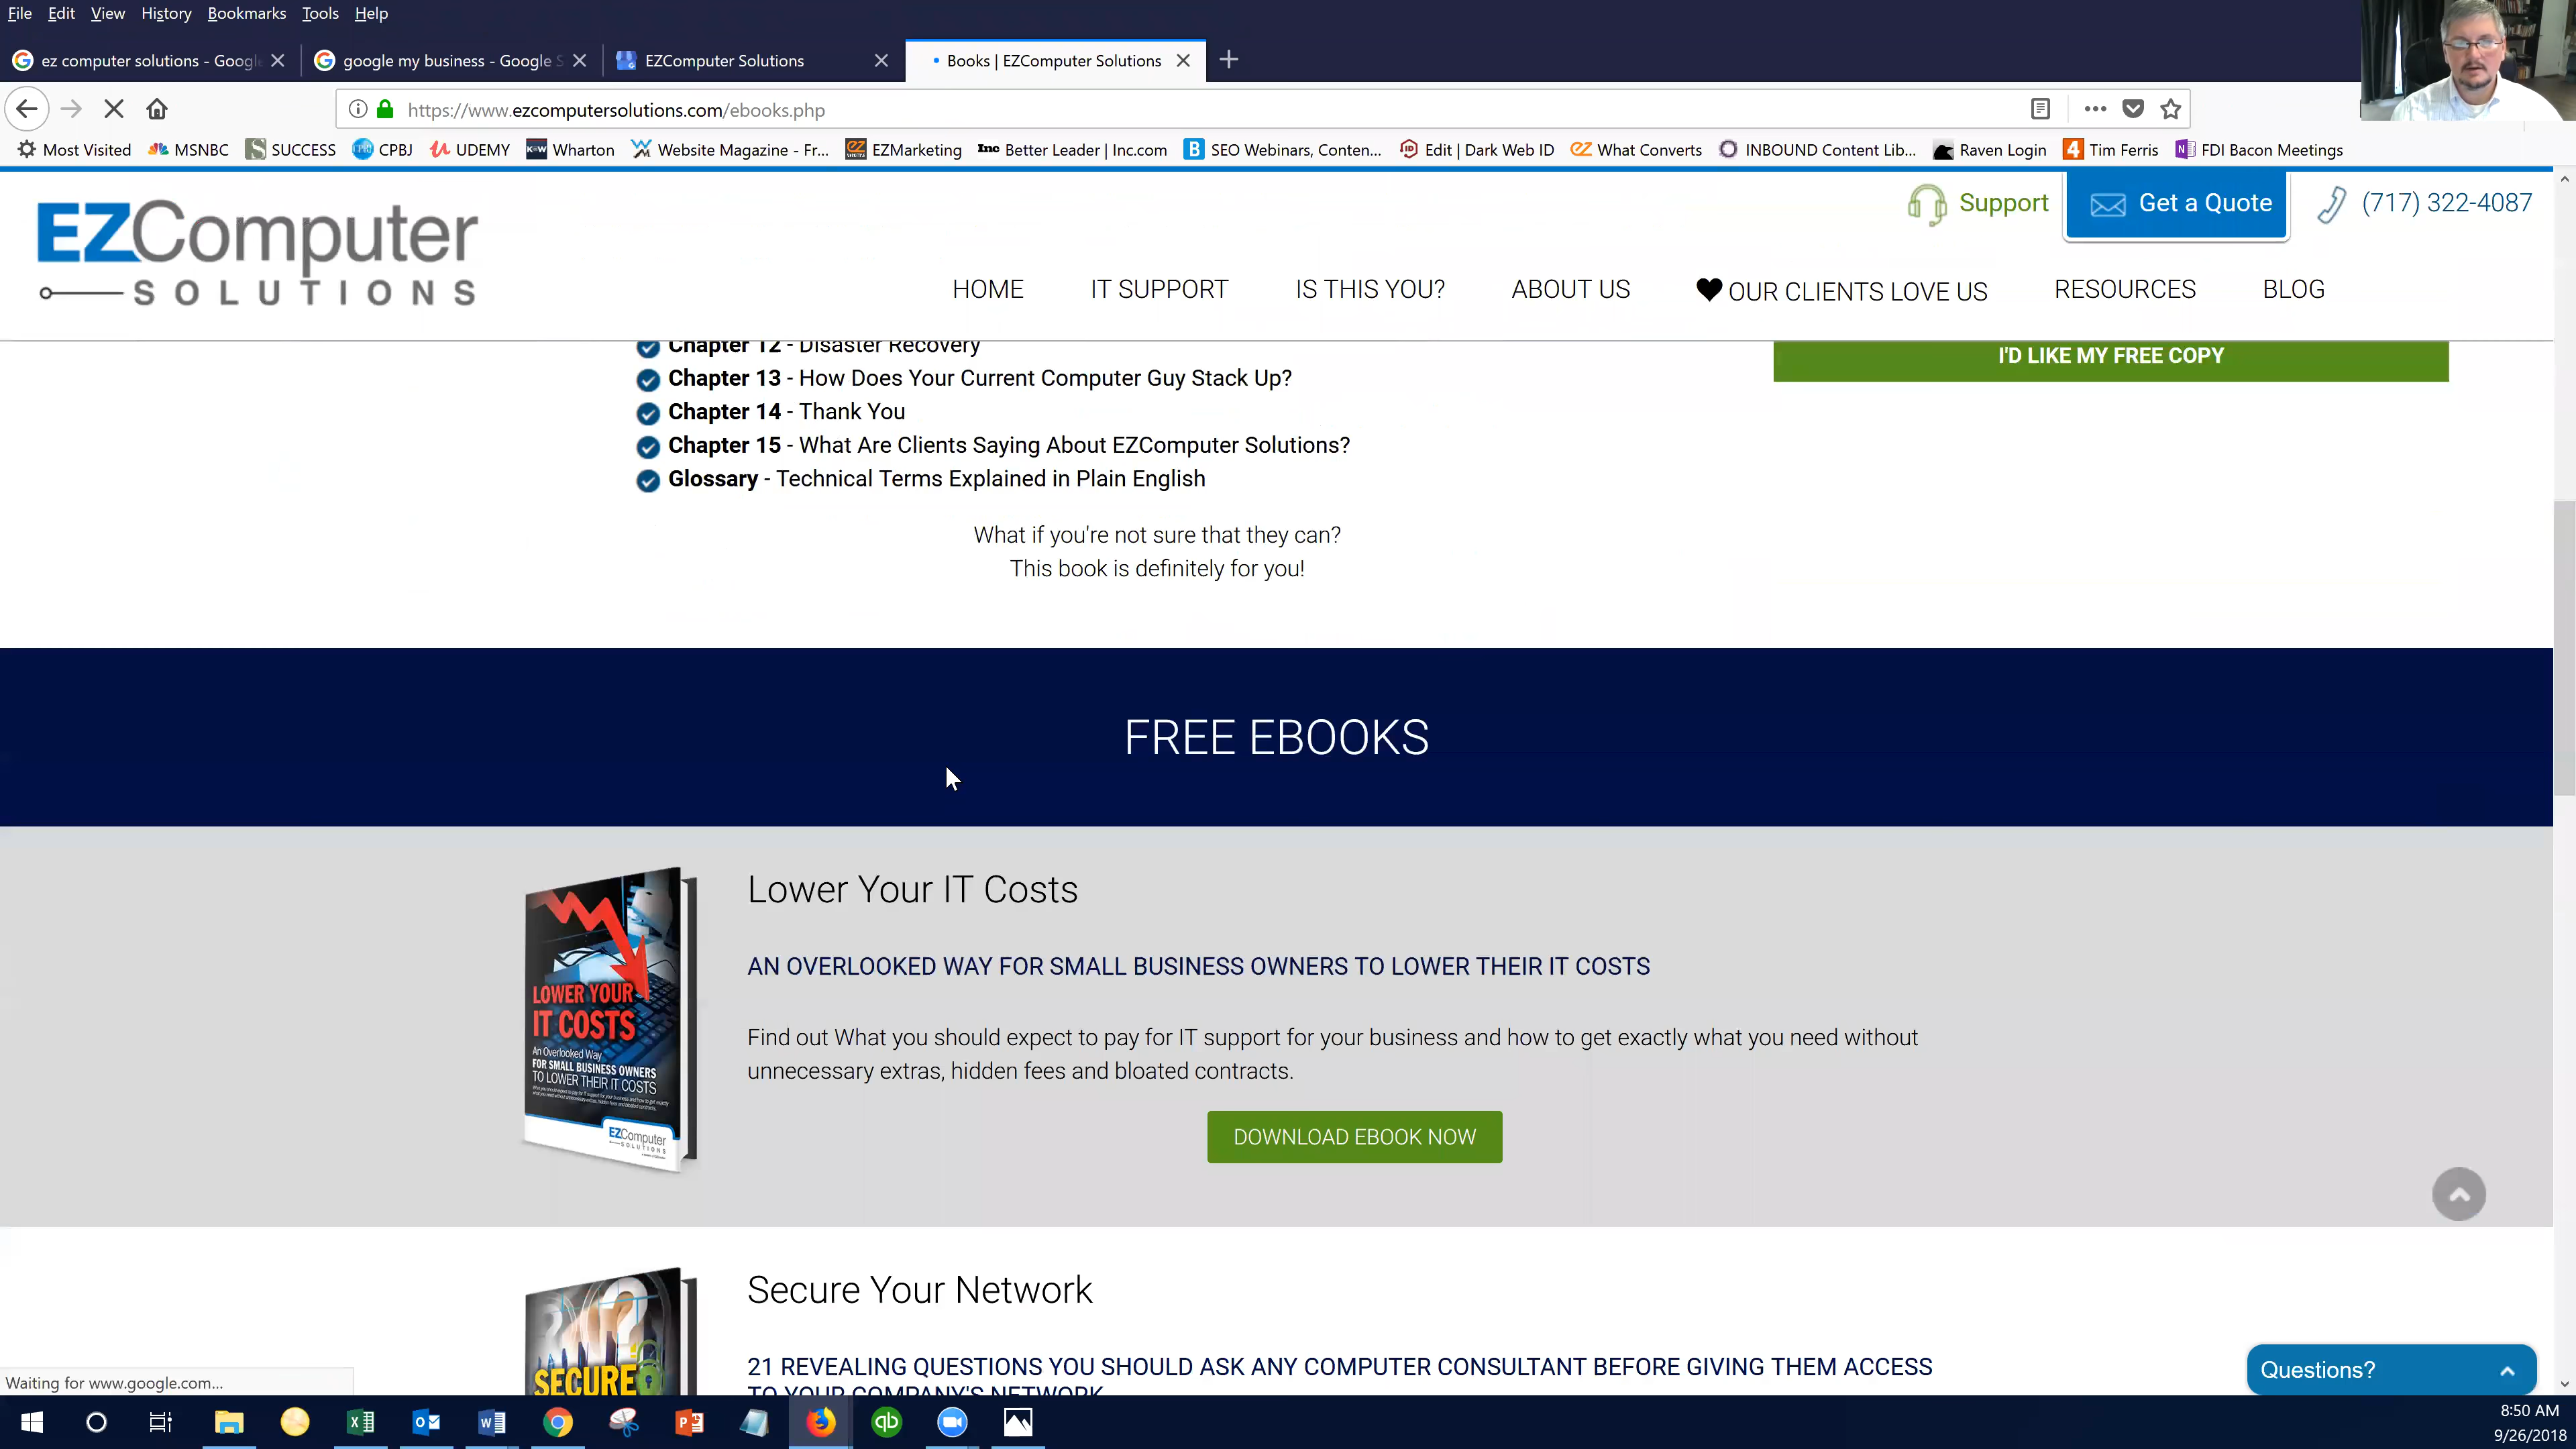 File Edit View History Bookmarks Tools Help
ez computer solutions - Googl google my business - Google S EZComputer Solutions Books | EZComputer Solutions
https://www.ezcomputersolutions.com/ebooks.php
Most Visited MSNBC SUCCESS CPBJ UDEMY Wharton Website Magazine - Fr... EZMarketing Inc Better Leader | Inc.com SEO Webinars, Conten... Edit | Dark Web ID What Converts INBOUND Content Lib... Raven Login Tim Ferris FDI Bacon Meetings
Support Get a Quote (717) 322-4087
EZComputer
SOLUTIONS
HOME IT SUPPORT IS THIS YOU? ABOUT US OUR CLIENTS LOVE US RESOURCES BLOG
Chapter 12 - Disaster Recovery
I'D LIKE MY FREE COPY
Chapter 13 - How Does Your Current Computer Guy Stack Up?
Chapter 14 - Thank You
Chapter 15 - What Are Clients Saying About EZComputer Solutions?
Glossary - Technical Terms Explained in Plain English
What if you're not sure that they can?
This book is definitely for you!
FREE EBOOKS
Lower Your IT Costs
AN OVERLOOKED WAY FOR SMALL BUSINESS OWNERS TO LOWER THEIR IT COSTS
Find out What you should expect to pay for IT support for your business and how to get exactly what you need without
unnecessary extras, hidden fees and bloated contracts.
DOWNLOAD EBOOK NOW
LOWER YOUR
IT COSTS
An Overlooked Way
FOR SMALL BUSINESS OWNERS
TO LOWER THEIR IT COSTS
EZComputer
SOLUTIONS
Secure Your Network
21 REVEALING QUESTIONS YOU SHOULD ASK ANY COMPUTER CONSULTANT BEFORE GIVING THEM ACCESS
TO YOUR COMPANY'S NETWORK
SECURE
Questions?
Waiting for www.google.com...
8:50 AM
9/26/2018